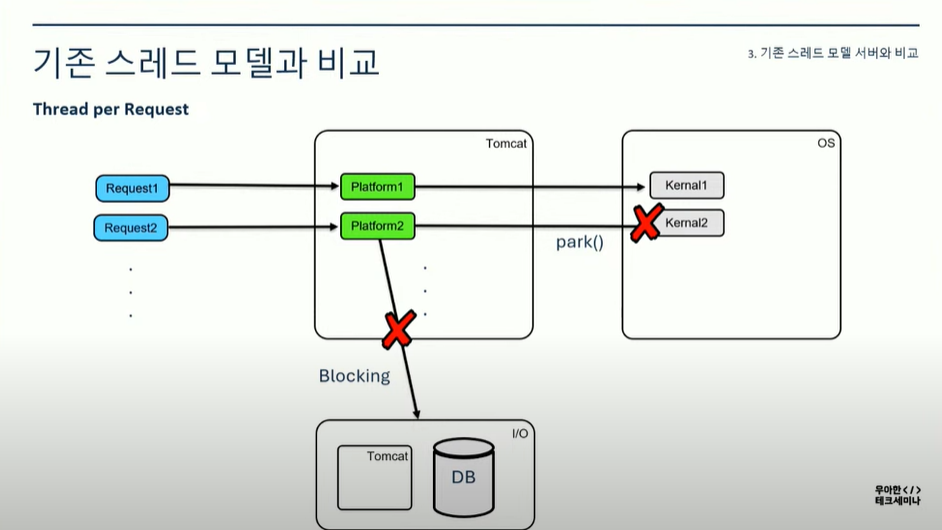 기존 스레드 모델과 비교
3. 기존 스레드 모델 서버와 비교
Thread per Request
Tomcat
OS
Request1
Platform1
Kernal1
Request2
Platform2
Kernal2
park()
Blocking
I/O
Tomcat
DB
우아한</>
테크세미나